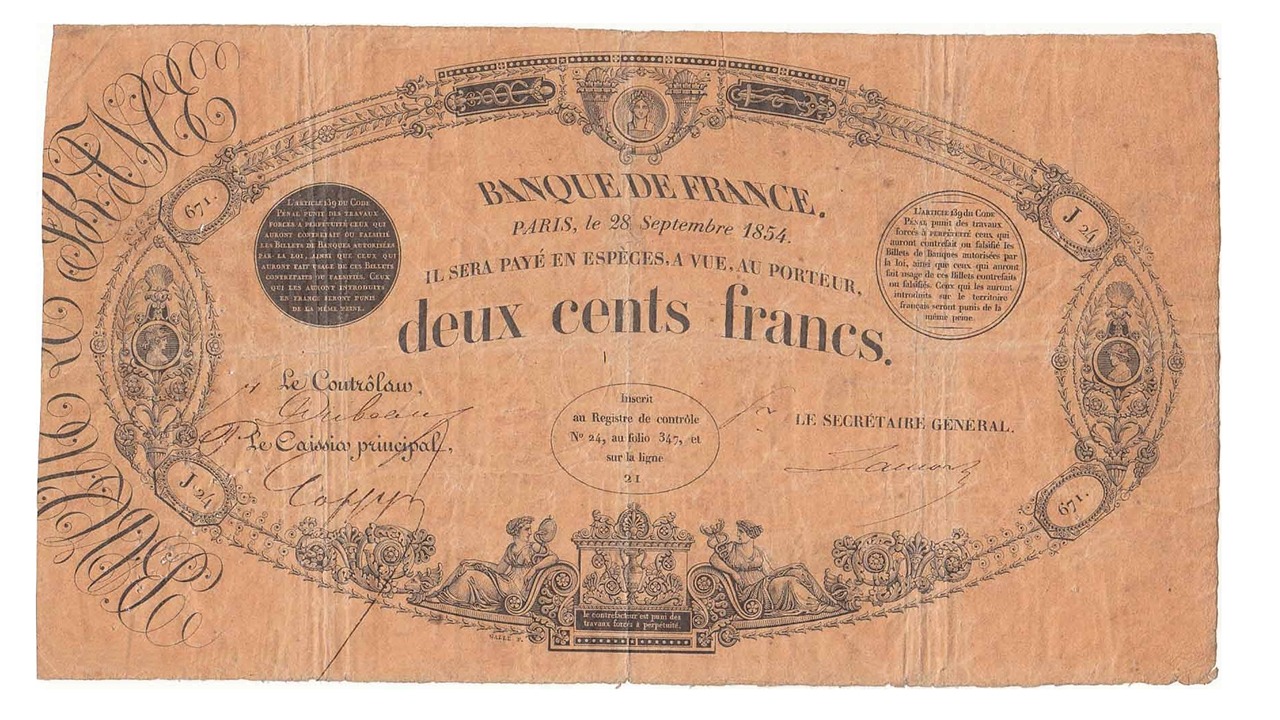 BANQUE DE FRANCE
671.
J. 24
BANQUE DE FRANCE.
PARIS, le 28 Septembre 1854.
IL SERA PAYÉ EN ESPÈCES, A VUE, AU PORTEUR,
deux cents francs.
L'ARTICLE 139 DU CODE
PÉNAL PUNIT DES TRAVAUX
FORCÉS A PERPÉTUITÉ CEUX QUI
AURONT CONTREFAIT OU FALSIFIÉ
LES BILLETS DE BANQUES AUTORISÉES
PAR LA LOI, AINSI QUE CEUX QUI
AURONT FAIT USAGE DE CES BILLETS
CONTREFAITS OU FALSIFIÉS. CEUX
QUI LES AURONT INTRODUITS
EN FRANCE SERONT PUNIS
DE LA MÊME PEINE.
L'ARTICLE 139 du CODE
PÉNAL punit des travaux
forcés à PERPÉTUITÉ ceux qui
auront contrefait ou falsifié les
Billets de Banques autorisées par
la loi, ainsi que ceux qui auront
fait usage de ces Billets contrefaits
ou falsifiés. Ceux qui les auront
introduits sur le territoire
français seront punis de la
même peine.
Le Contrôleur,
Le Caissier principal,
Inscrit
au Registre de contrôle
No 24, au folio 347, et
sur la ligne
21
Pr
LE SECRÉTAIRE GÉNÉRAL.
J. 24
671.
le contrefacteur est puni des
travaux forcés à perpétuité.